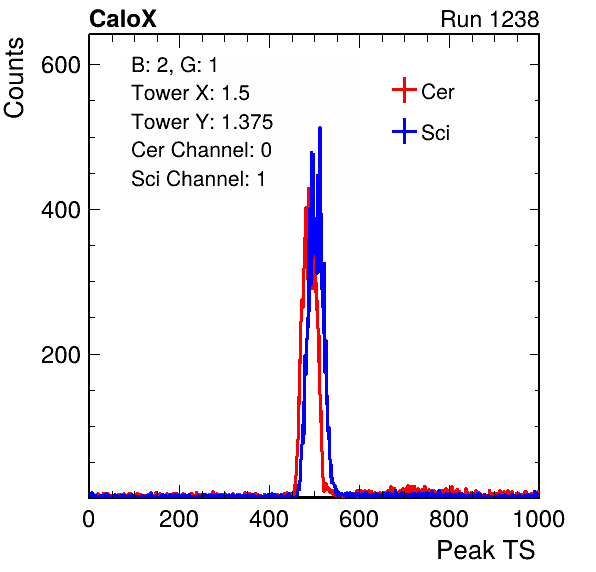 CaloX Run 1238
Counts
600
400
200
B: 2, G: 1
Tower X: 1.5
Tower Y: 1.375
Cer Channel: 0
Sci Channel: 1
Cer
Sci
0 200 400 600 800 1000
Peak TS